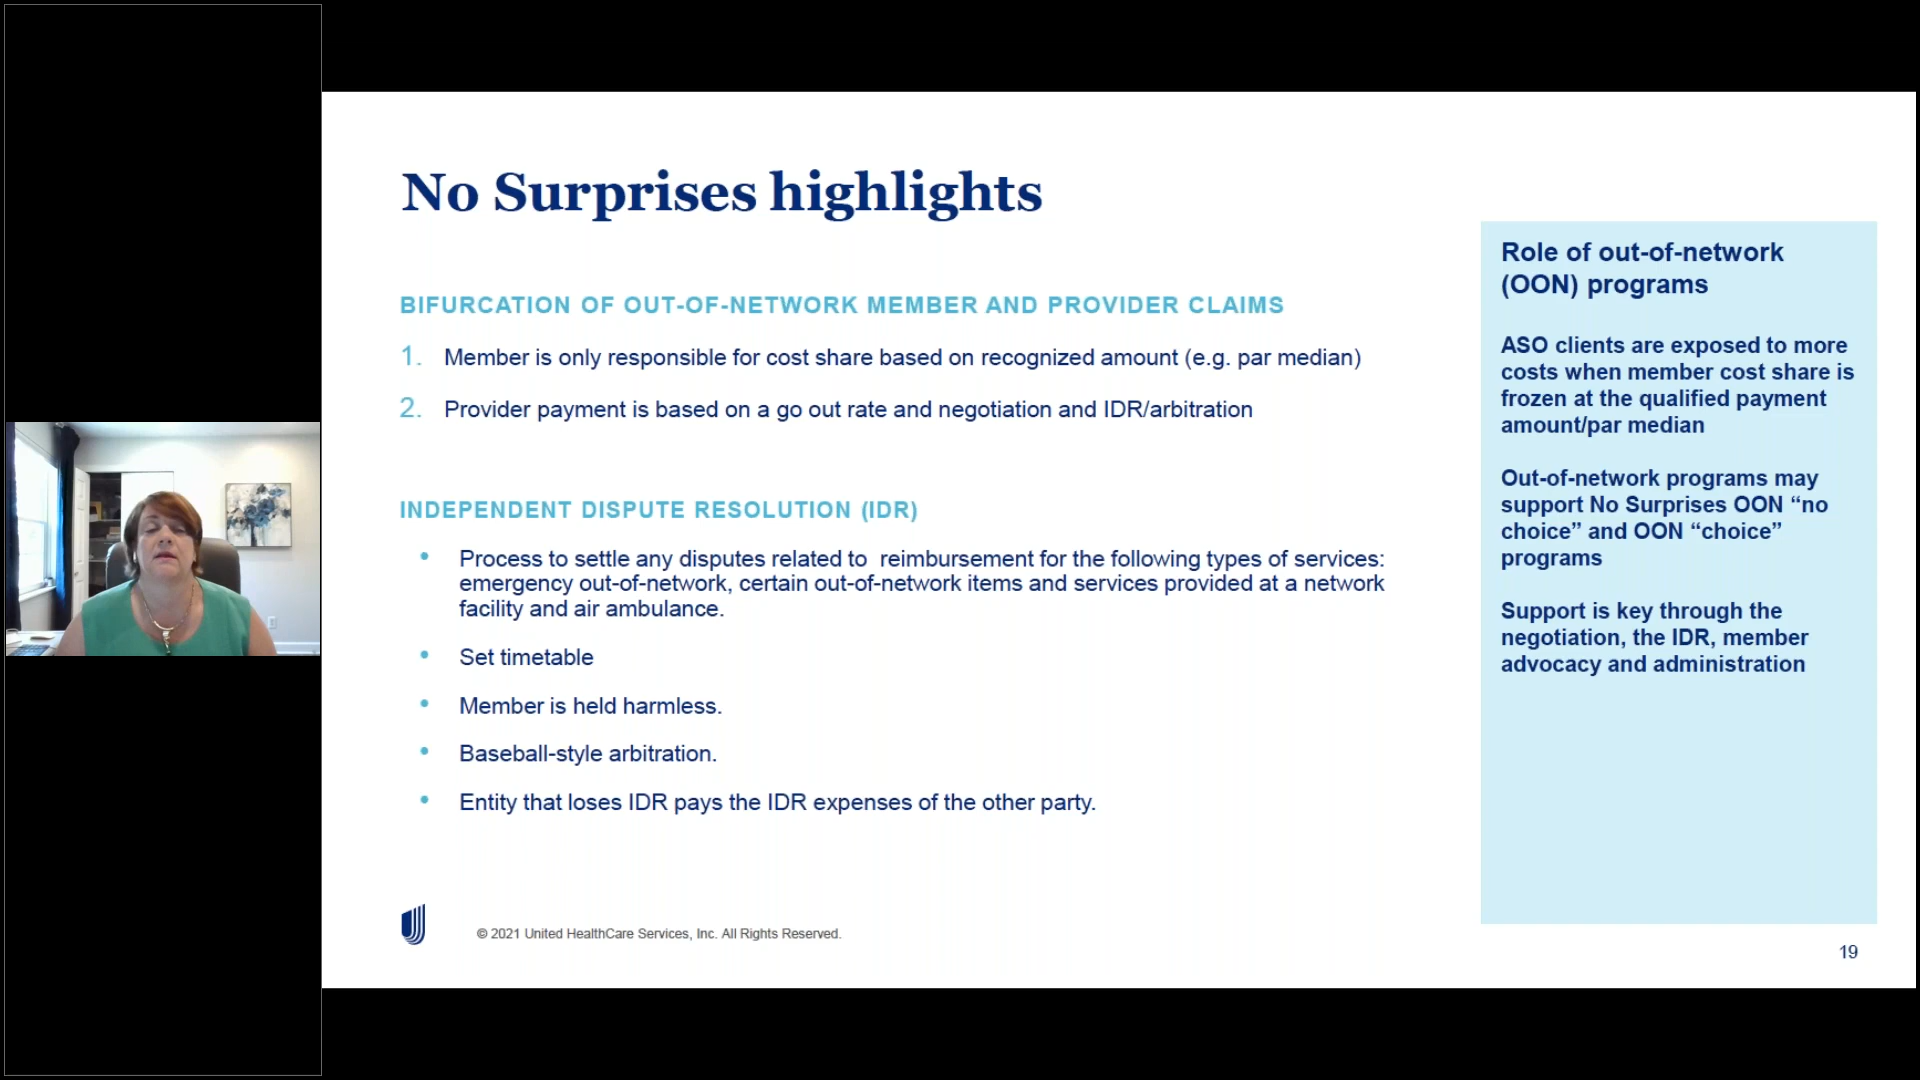 No Surprises highlights
BIFURCATION OF OUT-OF-NETWORK MEMBER AND PROVIDER CLAIMS
1. Member is only responsible for cost share based on recognized amount (e.g. par median)
2. Provider payment is based on a go out rate and negotiation and IDR/arbitration
INDEPENDENT DISPUTE RESOLUTION (IDR)
• Process to settle any disputes related to  reimbursement for the following types of services:
emergency out-of-network, certain out-of-network items and services provided at a network
facility and air ambulance.
• Set timetable
• Member is held harmless.
• Baseball-style arbitration.
• Entity that loses IDR pays the IDR expenses of the other party.
Role of out-of-network
(OON) programs
ASO clients are exposed to more
costs when member cost share is
frozen at the qualified payment
amount/par median
Out-of-network programs may
support No Surprises OON “no
choice” and OON “choice”
programs
Support is key through the
negotiation, the IDR, member
advocacy and administration
© 2021 United HealthCare Services, Inc. All Rights Reserved.
19